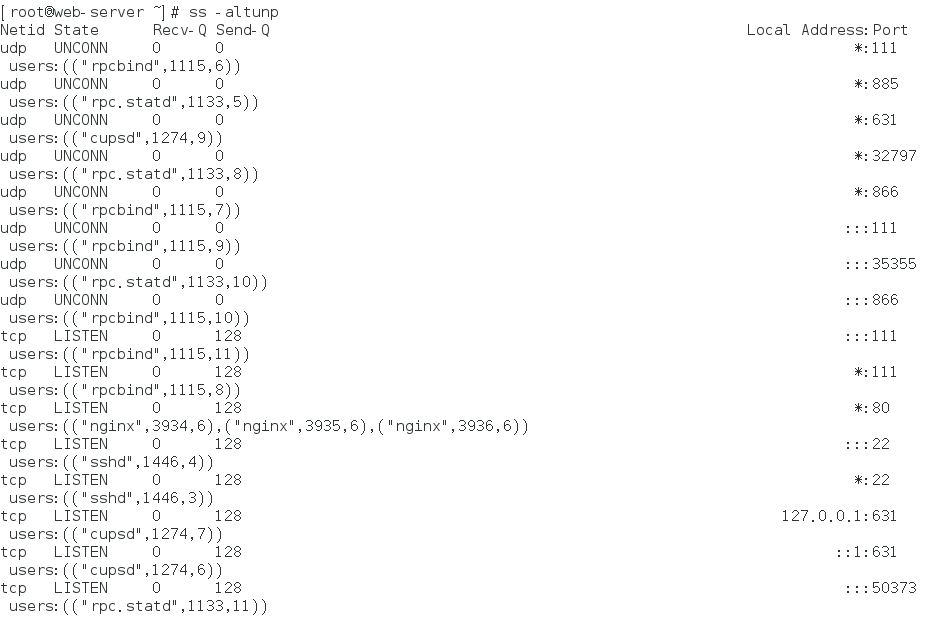 [root@web-server ~]# ss -altunp
Netid State Recv-Q Send-Q Local Address:Port
udp UNCONN 0 0 *:111
users:(("rpcbind",1115,6))
udp UNCONN 0 0 *:885
users:(("rpc.statd",1133,5))
udp UNCONN 0 0 *:631
users:(("cupsd",1274,9))
udp UNCONN 0 0 *:32797
users:(("rpc.statd",1133,8))
udp UNCONN 0 0 *:866
users:(("rpcbind",1115,7))
udp UNCONN 0 0 :::111
users:(("rpcbind",1115,9))
udp UNCONN 0 0 :::35355
users:(("rpc.statd",1133,10))
udp UNCONN 0 0 :::866
users:(("rpcbind",1115,10))
tcp LISTEN 0 128 :::111
users:(("rpcbind",1115,11))
tcp LISTEN 0 128 *:111
users:(("rpcbind",1115,8))
tcp LISTEN 0 128 *:80
users:(("nginx",3934,6),("nginx",3935,6),("nginx",3936,6))
tcp LISTEN 0 128 :::22
users:(("sshd",1446,4))
tcp LISTEN 0 128 *:22
users:(("sshd",1446,3))
tcp LISTEN 0 128 127.0.0.1:631
users:(("cupsd",1274,7))
tcp LISTEN 0 128 ::1:631
users:(("cupsd",1274,6))
tcp LISTEN 0 128 :::50373
users:(("rpc.statd",1133,11))